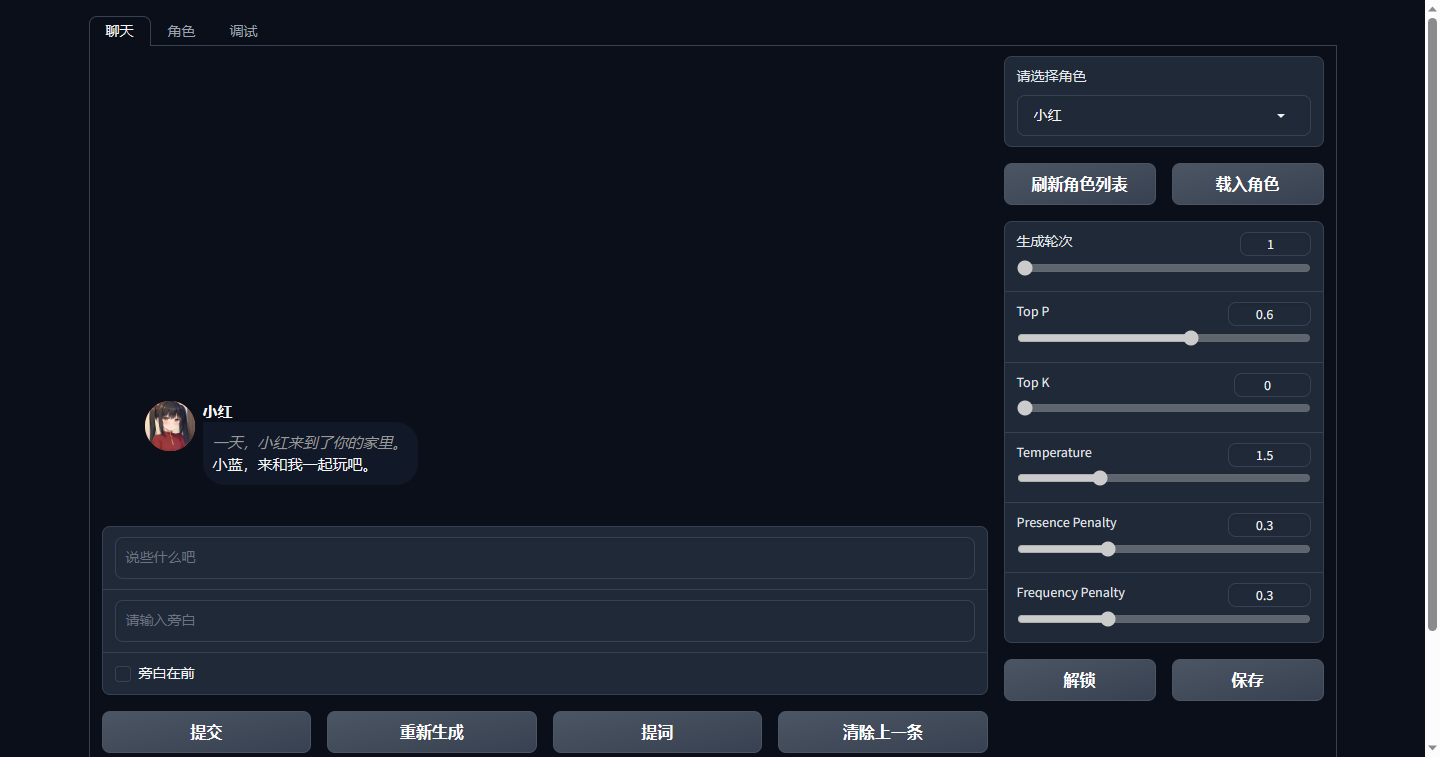 聊天
角色
调试
小红
一天，小红来到了你的家里。
小蓝，来和我一起玩吧。
说些什么吧
请输入旁白
旁白在前
提交
重新生成
提词
清除上一条
请选择角色
小红
刷新角色列表
载入角色
生成轮次
1
Top P
0.6
Top K
0
Temperature
1.5
Presence Penalty
0.3
Frequency Penalty
0.3
解锁
保存